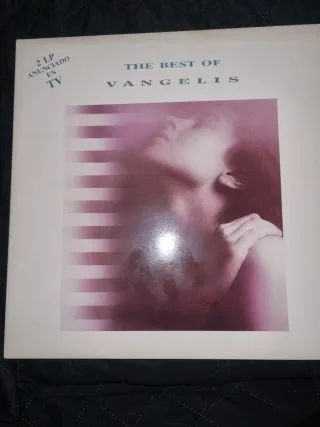 2 LP
ANUNCIADO
EN
TV
THE BEST OF
VANGELIS